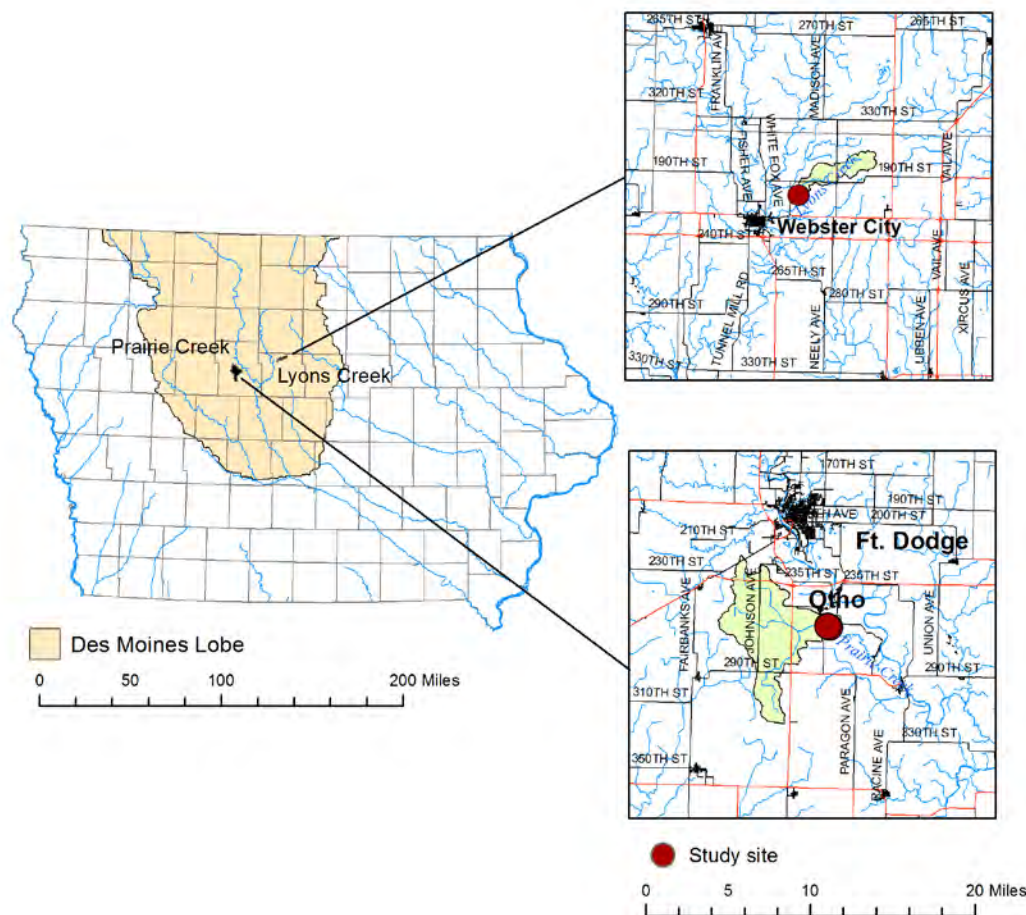 265TH ST
270TH ST
265TH ST
FRANKLIN AVE
MADISON AVE
320TH ST
330TH ST
FISHER AVE
WHITE FOX AVE
190TH ST
190TH ST
VAIL AVE
Lyons Creek
Webster City
240TH ST
VAIL AVE
265TH ST
280TH ST
290TH ST
TUNNEL MILL RD
NEELY AVE
UBBEN AVE
XIRCUS AVE
330TH ST
330TH ST
Prairie Creek
Lyons Creek
Des Moines Lobe
0 50 100 200 Miles
170TH ST
190TH ST
200TH ST
210TH ST
Ft. Dodge
230TH ST
235TH ST
235TH ST
Otho
FAIRBANKS AVE
JOHNSON AVE
UNION AVE
Prairie Creek
290TH ST
290TH ST
310TH ST
PARAGON AVE
RACINE AVE
330TH ST
350TH ST
Study site
0 5 10 20 Miles